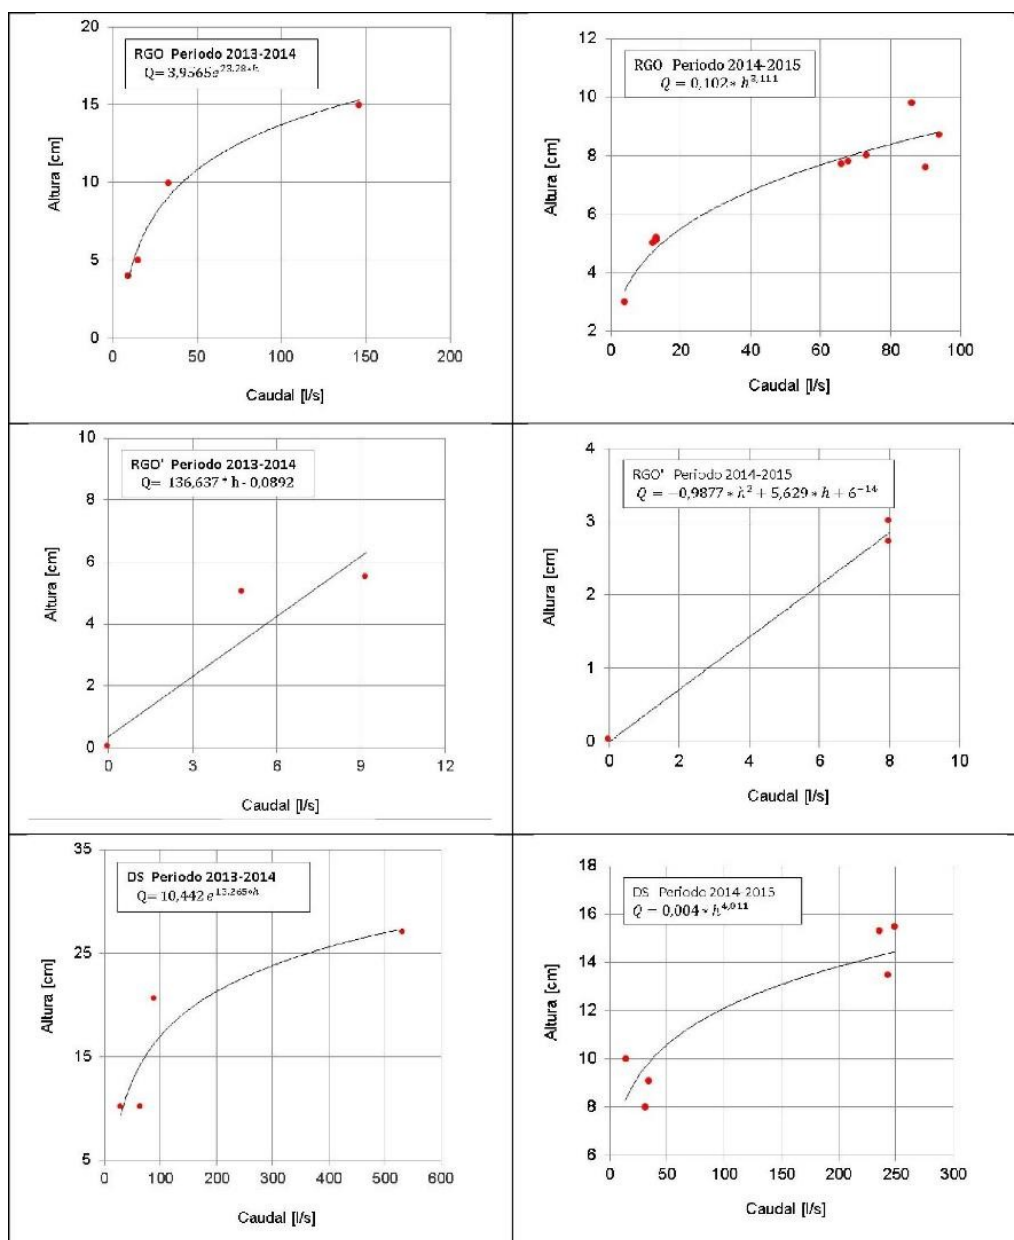 RGO Periodo 2013-2014
Q= 3,9565e^{23.28*h}
20
15
10
5
0
Altura [cm]
0 50 100 150 200
Caudal [l/s]
RGO Periodo 2014-2015
Q = 0,102* h^{3,111}
12
10
8
6
4
2
Altura [cm]
0 20 40 60 80 100
Caudal [l/s]
RGO' Periodo 2013-2014
Q= 136,637* h - 0,0892
10
8
6
4
2
0
Altura [cm]
0 3 6 9 12
Caudal [l/s]
RGO' Periodo 2014-2015
Q = −0,9877 * h² + 5,629 * h + 6^{−14}
4
3
2
1
0
Altura [cm]
0 2 4 6 8 10
Caudal [l/s]
DS Periodo 2013-2014
Q= 10,442 e^{13.265*h}
35
25
15
5
Altura [cm]
0 100 200 300 400 500 600
Caudal [l/s]
DS Periodo 2014-2015
Q = 0,004 * h^{4,011}
18
16
14
12
10
8
6
Altura [cm]
0 50 100 150 200 250 300
Caudal [l/s]